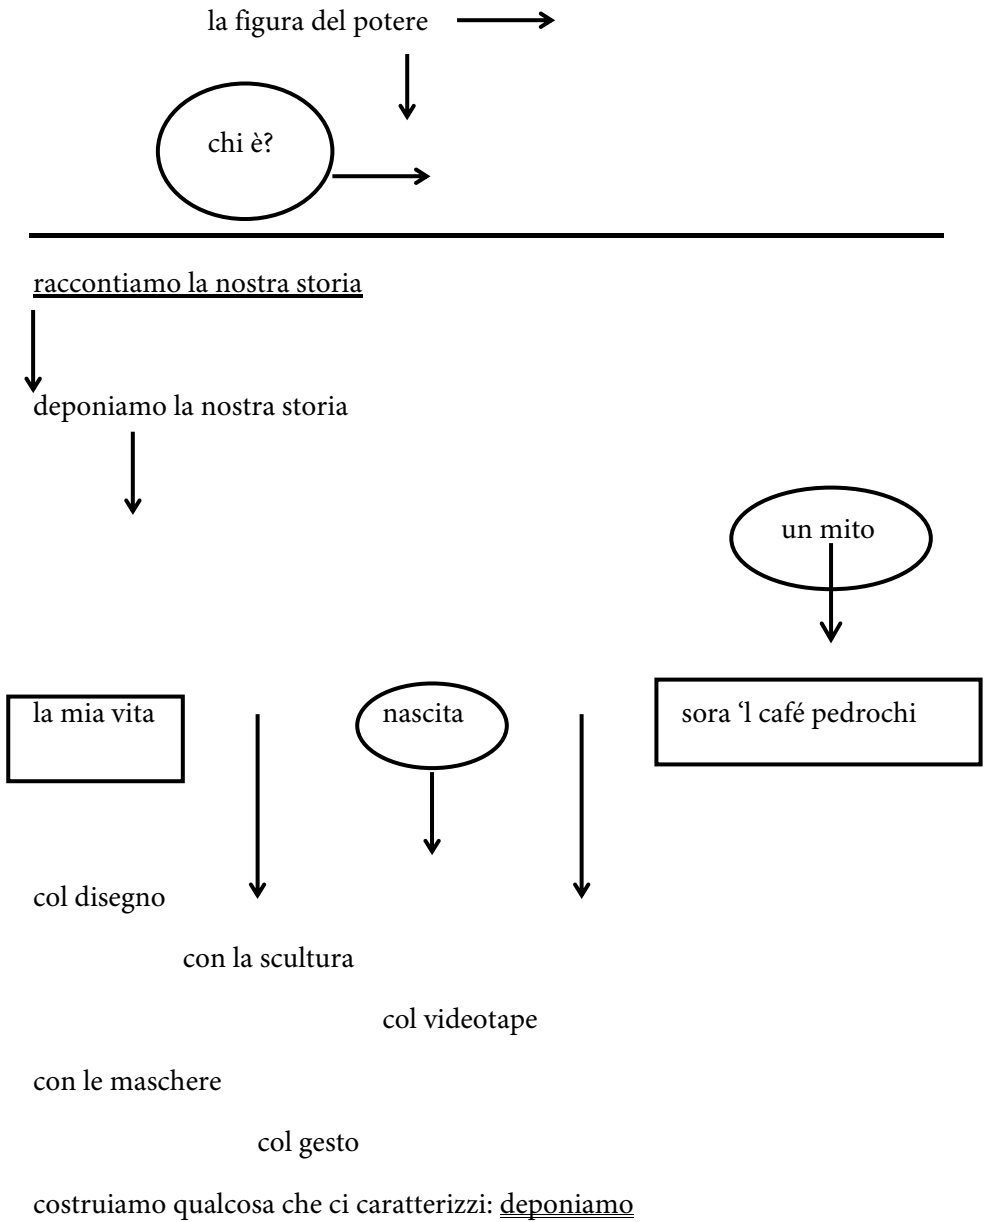 la figura del potere
chi è?
raccontiamo la nostra storia
deponiamo la nostra storia
un mito
la mia vita
nascita
sora ‘l café pedrochi
col disegno
con la scultura
col videotape
con le maschere
col gesto
costruiamo qualcosa che ci caratterizzi: deponiamo